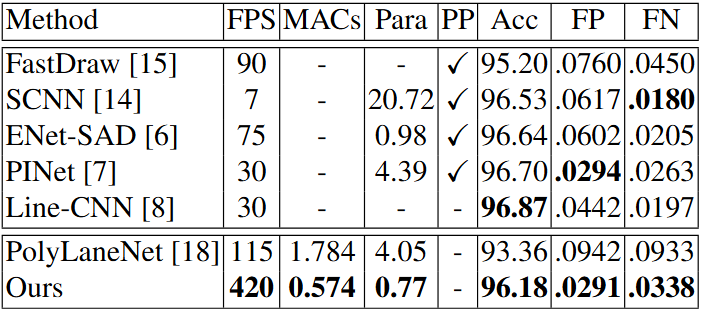 Method FPS MACs Para PP Acc FP FN
FastDraw [15] 90 - - ✓ 95.20 .0760 .0450
SCNN [14] 7 - 20.72 ✓ 96.53 .0617 .0180
ENet-SAD [6] 75 - 0.98 ✓ 96.64 .0602 .0205
PINet [7] 30 - 4.39 ✓ 96.70 .0294 .0263
Line-CNN [8] 30 - - - 96.87 .0442 .0197
PolyLaneNet [18] 115 1.784 4.05 - 93.36 .0942 .0933
Ours 420 0.574 0.77 - 96.18 .0291 .0338